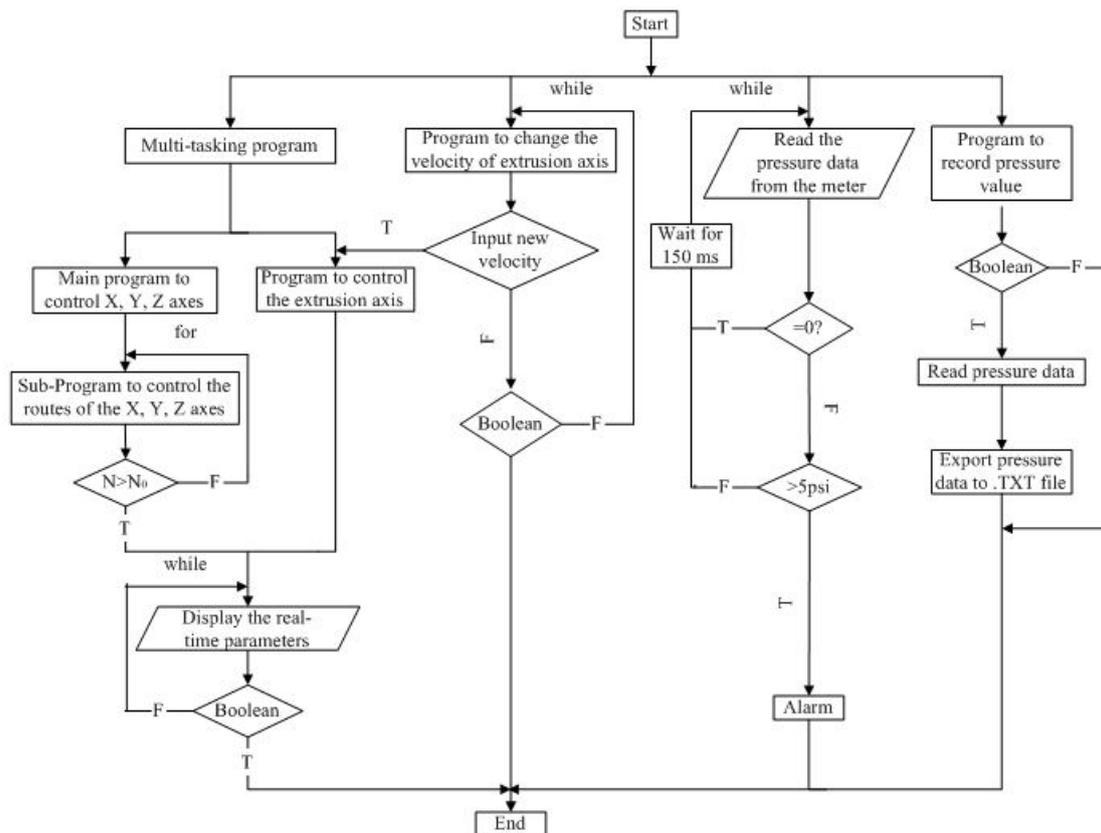 Start
while
while
Multi-tasking program
Program to change the
velocity of extrusion axis
Read the
pressure data
from the meter
Program to
record pressure
value
T
Input new
velocity
Wait for
150 ms
Main program to
control X, Y, Z axes
Program to control
the extrusion axis
Boolean
F
for
F
T
=0?
T
Sub-Program to control the
routes of the X, Y, Z axes
Read pressure data
F
Boolean
F
N>N₀
F
Export pressure
data to .TXT file
F
>5psi
T
while
Display the real-
time parameters
T
F
Boolean
Alarm
T
End